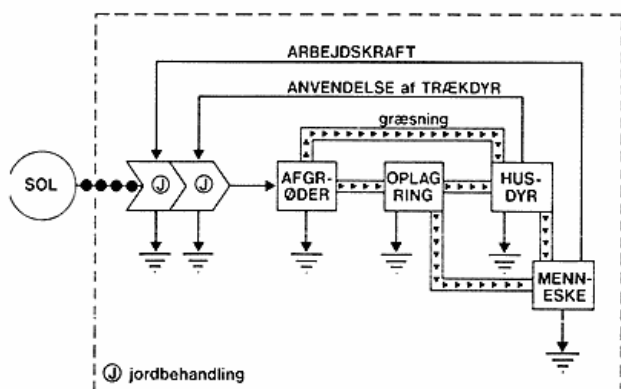 ARBEJDSKRAFT
ANVENDELSE af TRÆKDYR
græsning
SOL
J
J
AFGR-
ØDER
OPLAG
RING
HUS-
DYR
MENN-
ESKE
J jordbehandling